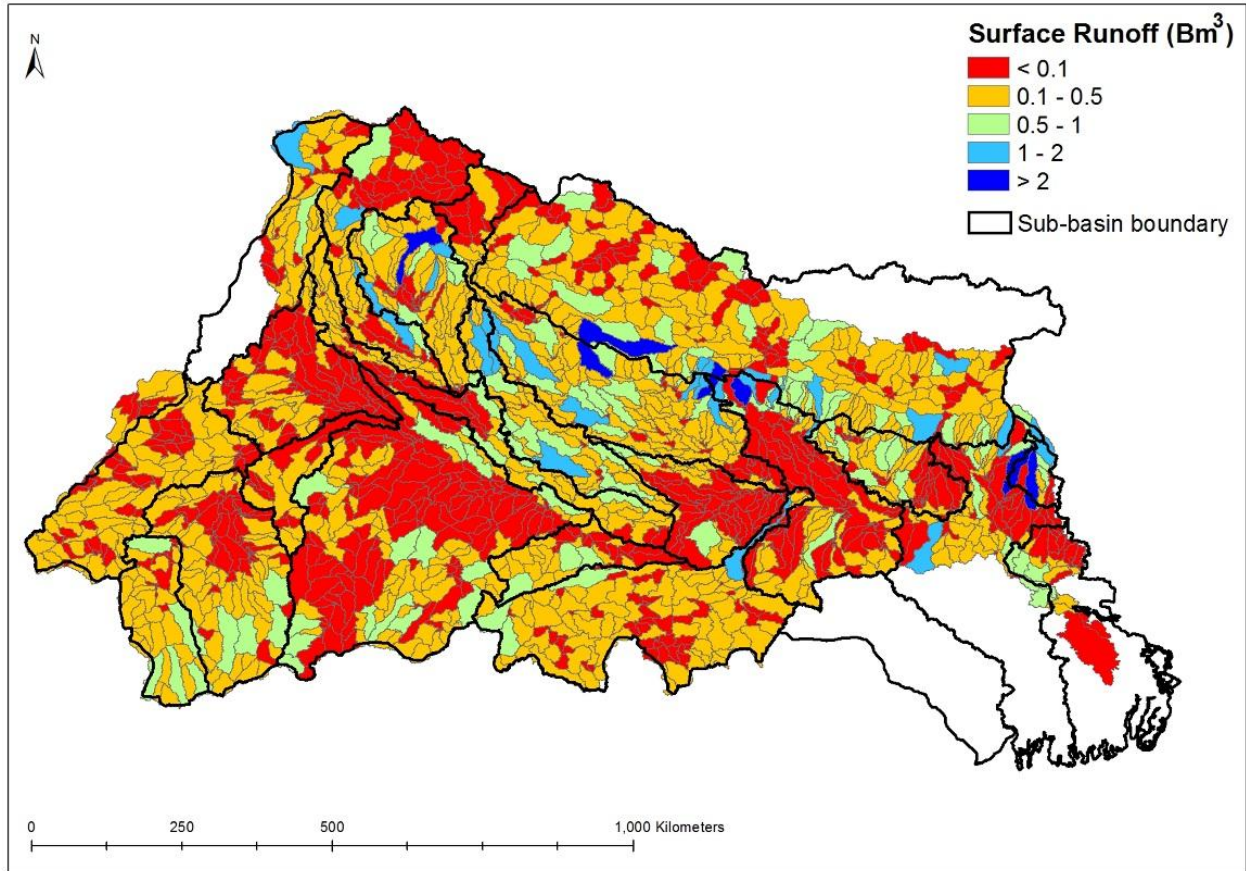 N
Surface Runoff (Bm³)
< 0.1
0.1 - 0.5
0.5 - 1
1 - 2
> 2
Sub-basin boundary
0 250 500 1,000 Kilometers